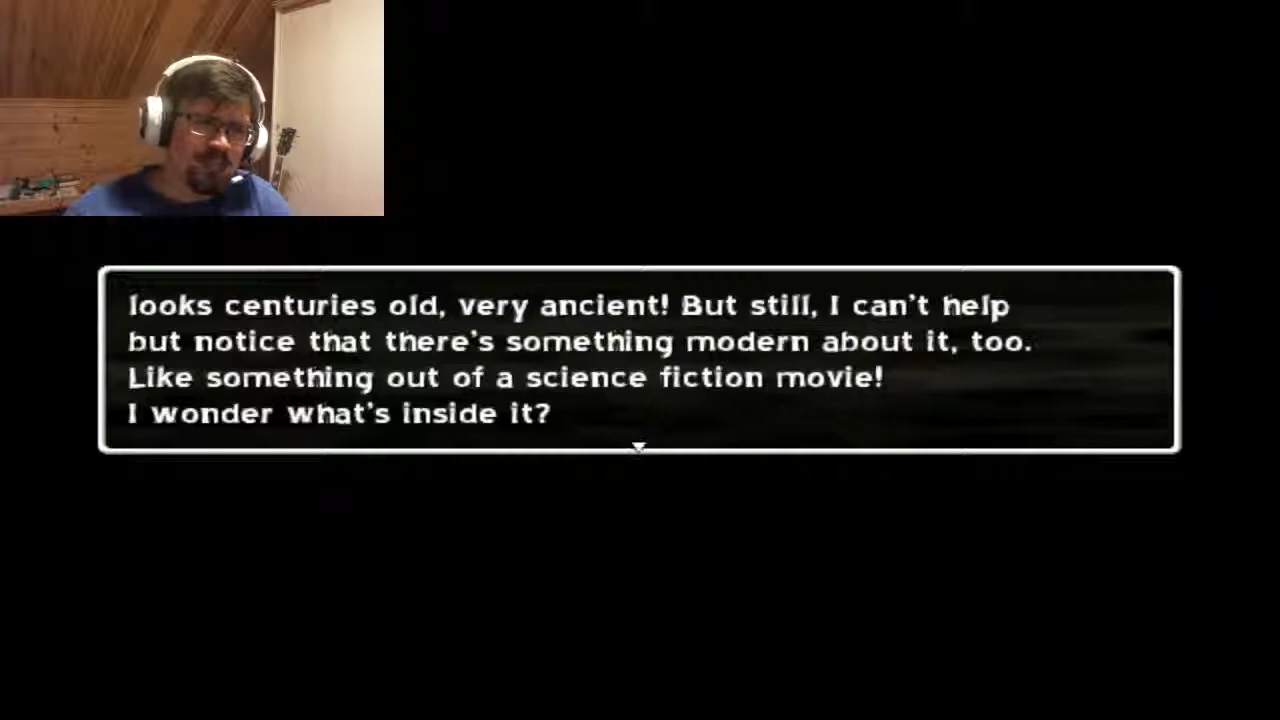 looks centuries old, very ancient! But still, I can't help
but notice that there's something modern about it, too.
Like something out of a science fiction movie!
I wonder what's inside it?